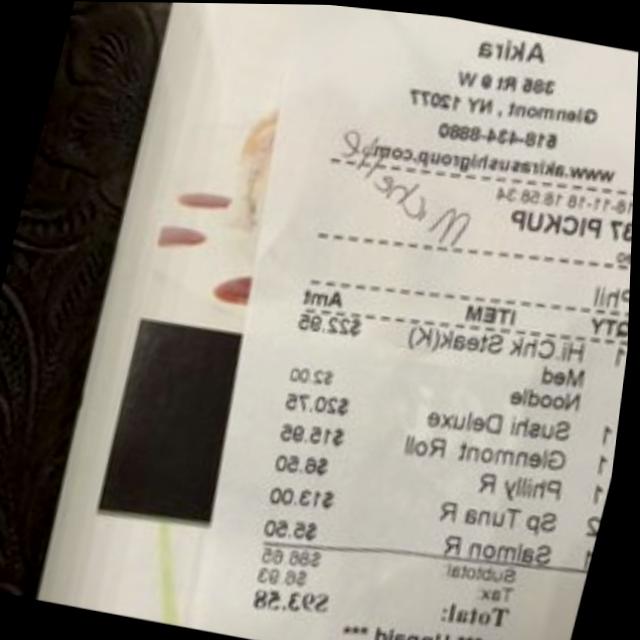 Akira
386 Rt 9 W
Glenmont , NY 12077
518-434-8880
www.akirasushigroup.com
18-11-18 18:58:34
37 PICKUP
Phil
QTY ITEM Amt
1 Hi.Chk Steak(K) $22.95
Med
Noodle $2.00
1 Sushi Deluxe $20.75
1 Glenmont Roll $15.95
1 Philly R $6.50
2 Sp Tuna R $13.00
1 Salmon R $5.50
Subtotal: $86.65
Tax: $6.93
Total: $93.58
Unpaid ***